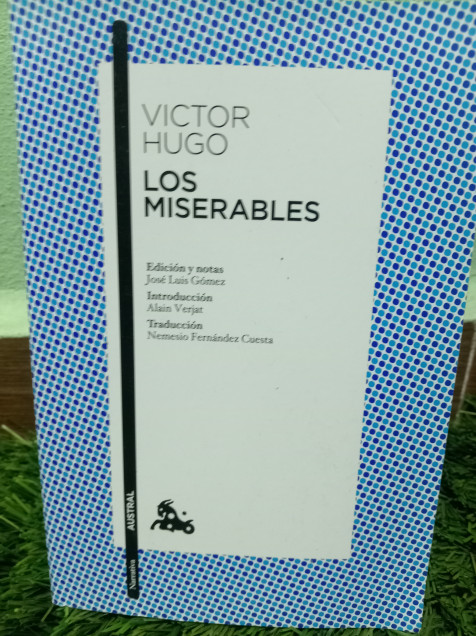 VICTOR
HUGO
LOS
MISERABLES
Edición y notas
José Luis Gómez
Introducción
Alain Verjat
Traducción
Nemesio Fernández Cuesta
AUSTRAL
Narrativa